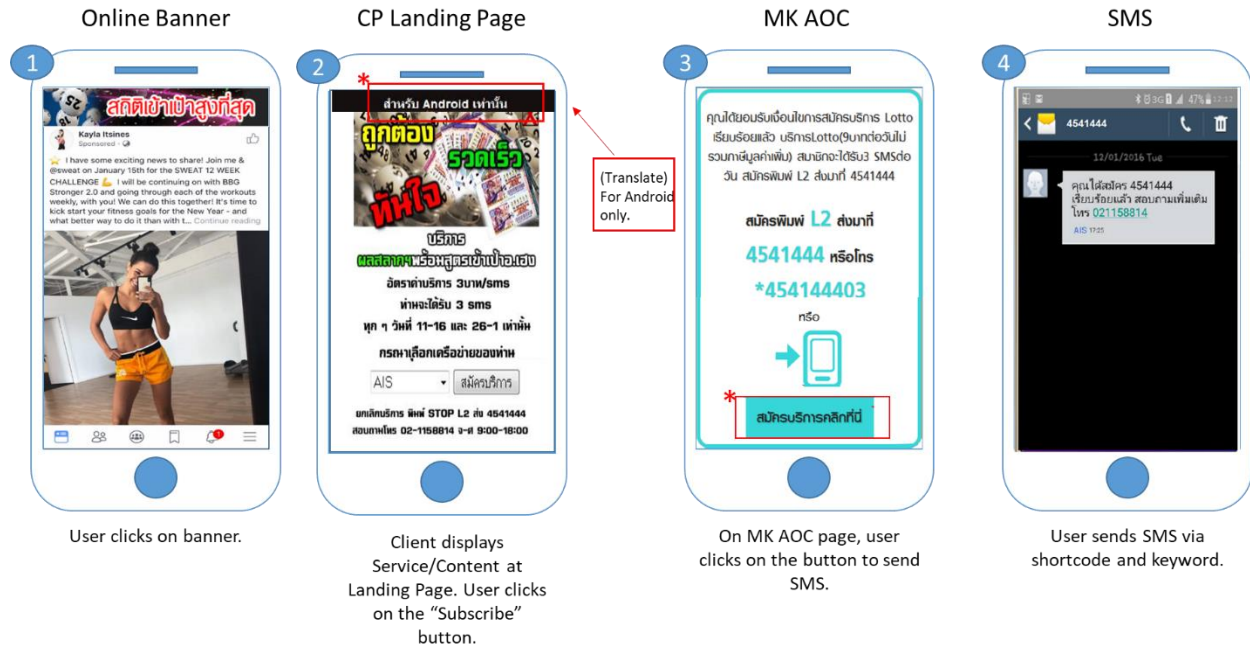 Online Banner
CP Landing Page
MK AOC
SMS
1
สถิติเข้าเป้าสูงที่สุด
Kayla Itsines
Sponsored
I have some exciting news to share! Join me &
@sweat on January 15th for the SWEAT 12 WEEK
CHALLENGE I will be continuing on with BBG
Stronger 2.0 and going through each of the workouts
weekly, with you! We can do this together! It's time to
kick start your fitness goals for the New Year - and
what better way to do it than with t... Continue reading
1
User clicks on banner.
2
*
สำหรับ Android เท่านั้น
ถูกต้อง
รวดเร็ว
ทันใจ
บริการ
ผลสลากฯพร้อมสูตรเข้าเป้าอ.เฮง
อัตราค่าบริการ 3บาท/sms
ท่านจะได้รับ 3 sms
ทุก ๆ วันที่ 11-16 และ 26-1 เท่านั้น
กรุณาเลือกเครือข่ายของท่าน
AIS
สมัครบริการ
ยกเลิกบริการ พิมพ์ STOP L2 ส่ง 4541444
สอบถามโทร 02-1158814 จ-ศ 9:00-18:00
(Translate)
For Android
only.
Client displays
Service/Content at
Landing Page. User clicks
on the “Subscribe”
button.
3
คุณได้ยอมรับเงื่อนไขการสมัครบริการ Lotto
เรียบร้อยแล้ว บริการLotto(9บาทต่อวันไม่
รวมภาษีมูลค่าเพิ่ม) สมาชิกจะได้รับ3 SMSต่อ
วัน สมัครพิมพ์ L2 ส่งมาที่ 4541444
สมัครพิมพ์ L2 ส่งมาที่
4541444 หรือโทร
*454144403
หรือ
*
สมัครบริการคลิกที่นี่
On MK AOC page, user
clicks on the button to send
SMS.
4
3G 47% 12:13
4541444
12/01/2016 Tue
คุณได้สมัคร 4541444
เรียบร้อยแล้ว สอบถามเพิ่มเติม
โทร 021158814
AIS 17:25
User sends SMS via
shortcode and keyword.